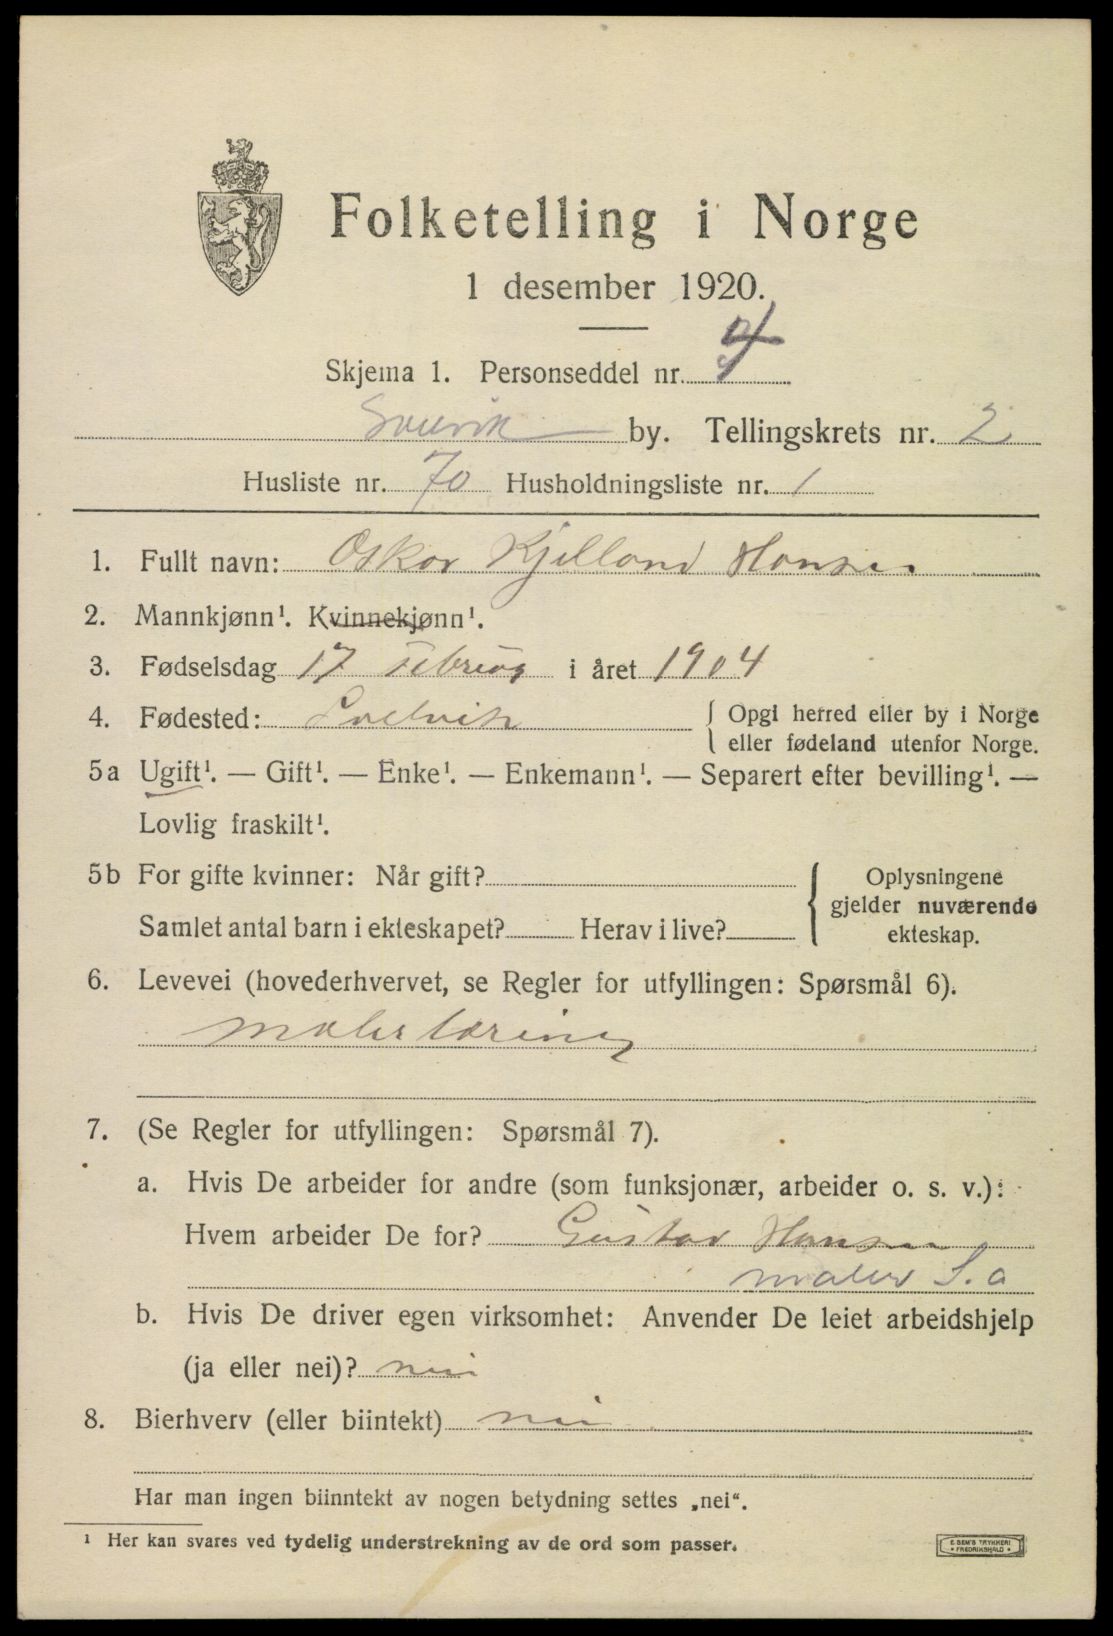 Folketelling i Norge
1 desember 1920.
Skjema 1. Personseddel nr. 4
Svelvik by. Tellingskrets nr. 2
Husliste nr. 70 Husholdningsliste nr. 1
1. Fullt navn: Oskar Kjelland Hansen
2. Mannkjønn¹. Kvinnekjønn¹.
3. Fødselsdag 17 Februar i året 1904
4. Fødested: Svelvik { Opgi herred eller by i Norge
eller fødeland utenfor Norge.
5a Ugift¹. — Gift¹. — Enke¹. — Enkemann¹. — Separert efter bevilling¹. —
Lovlig fraskilt¹.
5b For gifte kvinner: Når gift? { Oplysningene
gjelder nuværende
Samlet antal barn i ekteskapet? Herav i live? ekteskap.
6. Levevei (hovederhvervet, se Regler for utfyllingen: Spørsmål 6).
malerlæring
7. (Se Regler for utfyllingen: Spørsmål 7).
a. Hvis De arbeider for andre (som funksjonær, arbeider o. s. v.):
Hvem arbeider De for? Gustav Hansen
maler S. a
b. Hvis De driver egen virksomhet: Anvender De leiet arbeidshjelp
(ja eller nei)? nei
8. Bierhverv (eller biintekt) nei
Har man ingen biinntekt av nogen betydning settes „nei“.
¹ Her kan svares ved tydelig understrekning av de ord som passer.
E SEM'S TRYKKERI
• FREDRIKSHALD •